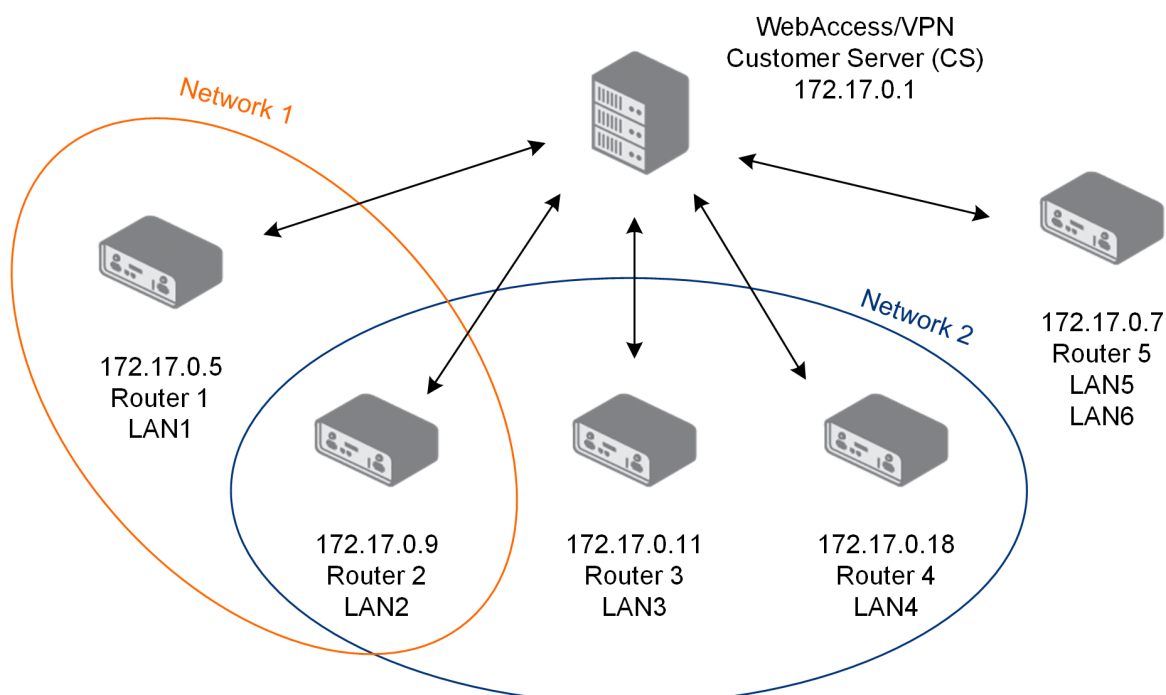 WebAccess/VPN
Customer Server (CS)
172.17.0.1
Network 1
172.17.0.5
Router 1
LAN1
Network 2
172.17.0.7
Router 5
LAN5
LAN6
172.17.0.9
Router 2
LAN2
172.17.0.11
Router 3
LAN3
172.17.0.18
Router 4
LAN4